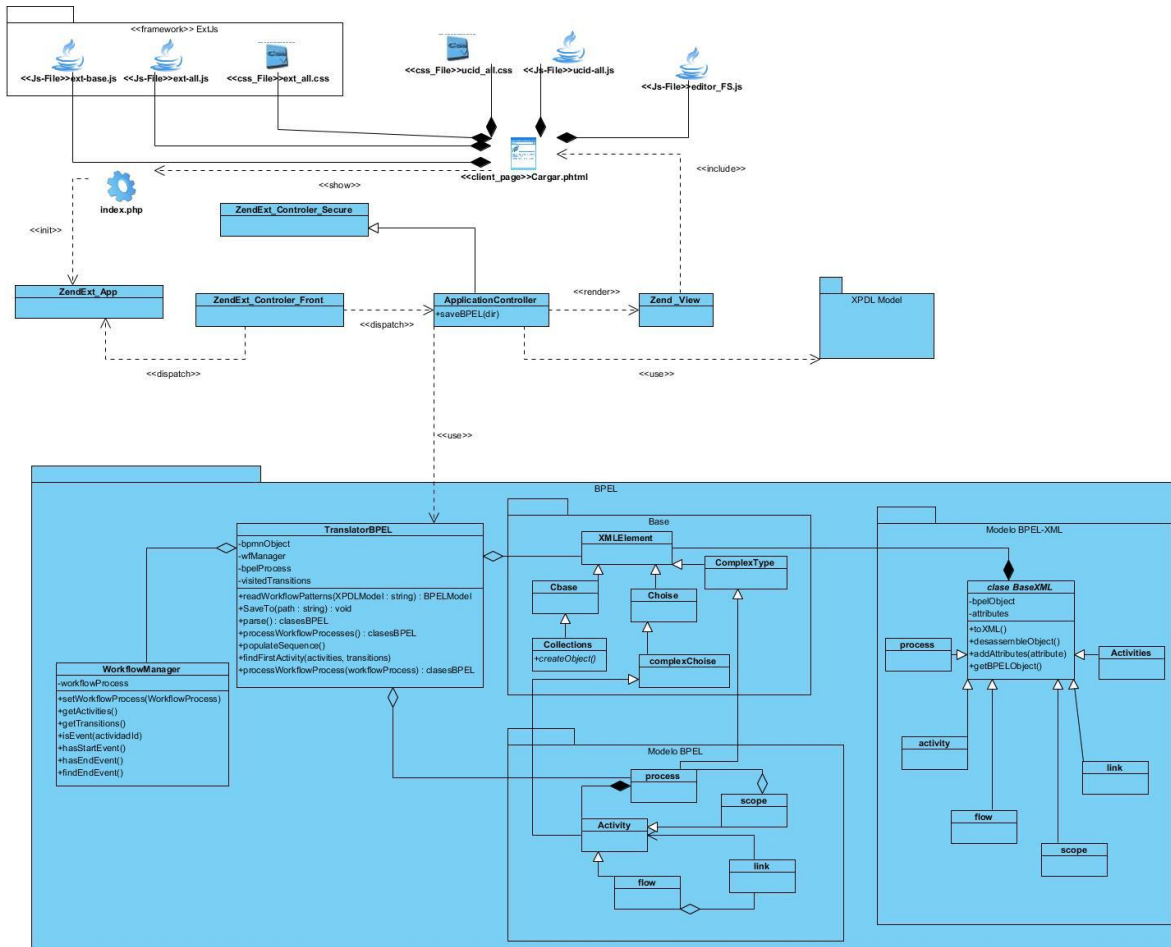 <<framework>> ExtJs
<<Js-File>>ext-base.js
<<Js-File>>ext-all.js
<<css_File>>ext_all.css
<<css_File>>ucid_all.css
<<Js-File>>ucid-all.js
<<Js-File>>editor_FS.js
<<client_page>>Cargar.phtml
<<show>>
<<include>>
index.php
<<init>>
ZendExt_Controler_Secure
ZendExt_App
ZendExt_Controler_Front
<<dispatch>>
ApplicationController
+saveBPEL(dir)
<<render>>
Zend_View
XPDL Model
<<dispatch>>
<<use>>
<<use>>
BPEL
TranslatorBPEL
-bpmnObject
-wfManager
-bpelProcess
-visitedTransitions
+readWorkflowPatterns(XPDLModel : string) : BPELModel
+SaveTo(path : string) : void
+parse() : clasesBPEL
+processWorkflowProcesses() : clasesBPEL
+populateSequence()
+findFirstActivity(activities, transitions)
+processWorkflowProcess(workflowProcess) : clasesBPEL
WorkflowManager
-workflowProcess
+setWorkflowProcess(WorkflowProcess)
+getActivities()
+getTransitions()
+isEvent(actividadId)
+hasStartEvent()
+hasEndEvent()
+findEndEvent()
Base
XMLElement
ComplexType
Cbase
Choise
Collections
+createObject()
complexChoise
Modelo BPEL
process
scope
Activity
link
flow
Modelo BPEL-XML
clase BaseXML
-bpelObject
-attributes
+toXML()
+desassembleObject()
+addAttributes(attribute)
+getBPELObject()
process
Activities
activity
link
flow
scope